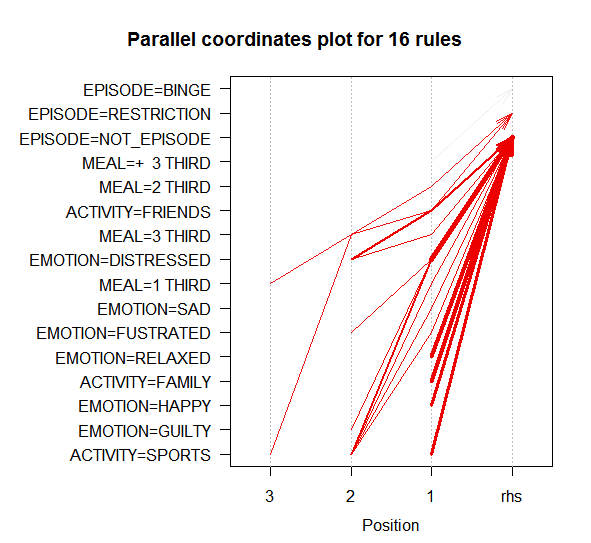 Parallel coordinates plot for 16 rules
EPISODE=BINGE
EPISODE=RESTRICTION
EPISODE=NOT_EPISODE
MEAL=+ 3 THIRD
MEAL=2 THIRD
ACTIVITY=FRIENDS
MEAL=3 THIRD
EMOTION=DISTRESSED
MEAL=1 THIRD
EMOTION=SAD
EMOTION=FUSTRATED
EMOTION=RELAXED
ACTIVITY=FAMILY
EMOTION=HAPPY
EMOTION=GUILTY
ACTIVITY=SPORTS
3 2 1 rhs
Position